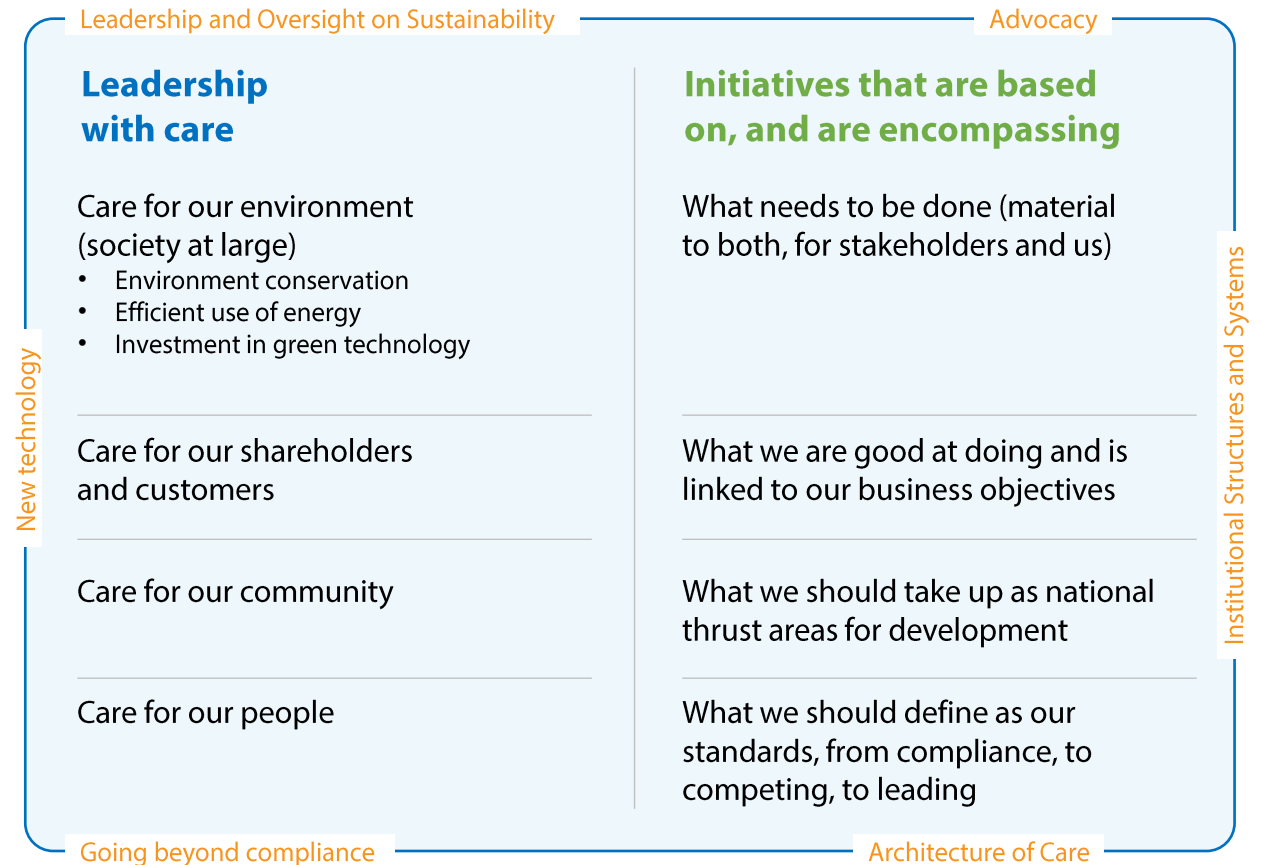 Leadership and Oversight on Sustainability
Advocacy
Leadership
with care
Care for our environment
(society at large)
• Environment conservation
• Efficient use of energy
• Investment in green technology
Care for our shareholders
and customers
Care for our community
Care for our people
Initiatives that are based
on, and are encompassing
What needs to be done (material
to both, for stakeholders and us)
What we are good at doing and is
linked to our business objectives
What we should take up as national
thrust areas for development
What we should define as our
standards, from compliance, to
competing, to leading
New technology
Institutional Structures and Systems
Going beyond compliance
Architecture of Care